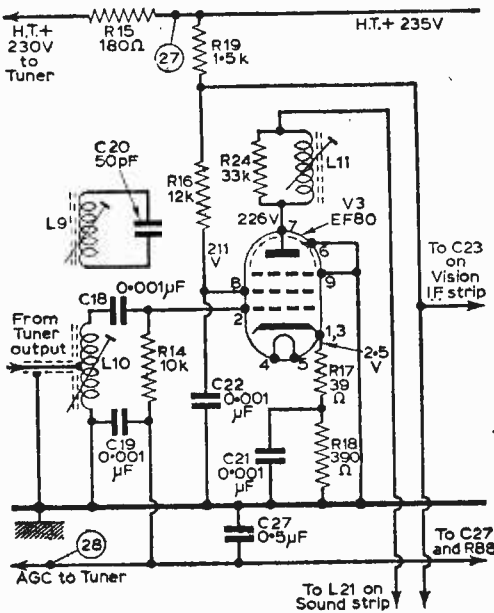 H.T.+
230V
to
Tuner
R15
180Ω
27
H.T.+ 235V
R19
1·5k
C20
50pF
L9
R16
12k
R24
33k
L11
V3
EF80
226V
7
6
211
V
8
9
2
1,3
4
5
2·5
V
To C23
on
Vision
I.F strip
C18
0·001µF
From
Tuner
output
L10
R14
10k
R17
39
Ω
C19
0·001
µF
C22
0·001
µF
C21
0·001
µF
R18
390
Ω
C27
0·5µF
28
AGC to Tuner
To C27
and R88
To L21 on
Sound strip